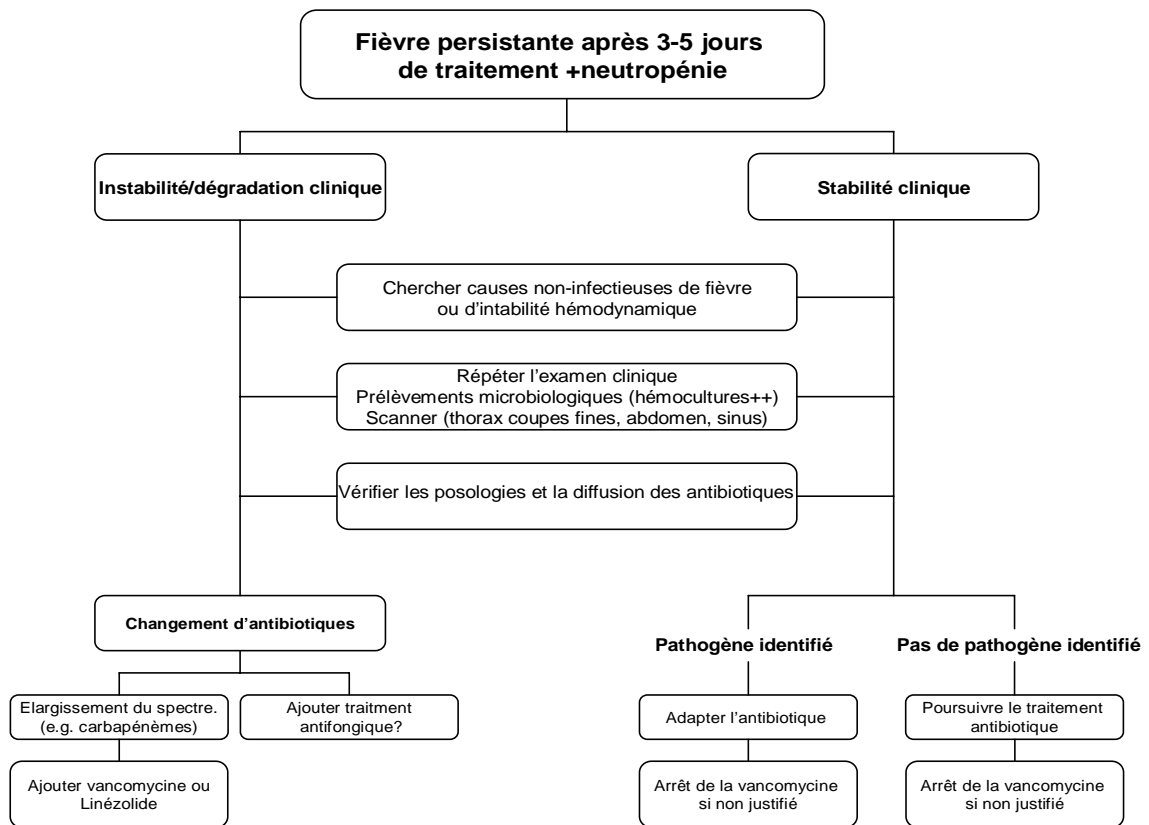 Fièvre persistante après 3-5 jours
de traitement +neutropénie
Instabilité/dégradation clinique
Stabilité clinique
Chercher causes non-infectieuses de fièvre
ou d'intabilité hémodynamique
Répéter l'examen clinique
Prélèvements microbiologiques (hémocultures++)
Scanner (thorax coupes fines, abdomen, sinus)
Vérifier les posologies et la diffusion des antibiotiques
Changement d'antibiotiques
Pathogène identifié
Pas de pathogène identifié
Elargissement du spectre.
(e.g. carbapénèmes)
Ajouter traitment
antifongique?
Adapter l'antibiotique
Poursuivre le traitement
antibiotique
Ajouter vancomycine ou
Linézolide
Arrêt de la vancomycine
si non justifié
Arrêt de la vancomycine
si non justifié